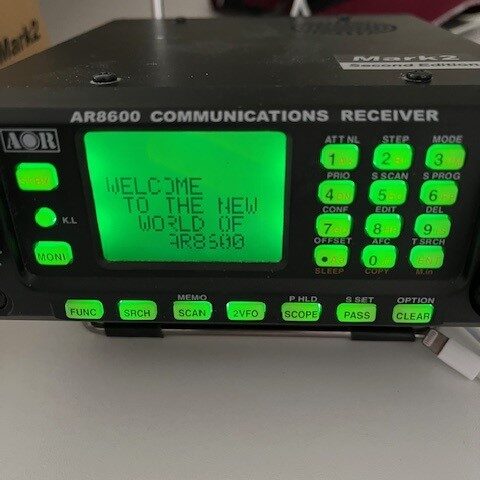 Mark2
Mark2
Second Edition
AR8600 COMMUNICATIONS RECEIVER
AOR
WELCOME
TO THE NEW
WORLD OF
AR8600
K.L
MONI
ATT NL STEP MODE
1 2 3
PRIO S SCAN S PROG
4 5 6
CONF EDIT DEL
7 8 9
OFFSET AFC T SRCH
0
SLEEP COPY M.in
MEMO P.HLD S SET OPTION
FUNC SRCH SCAN 2VFO SCOPE PASS CLEAR